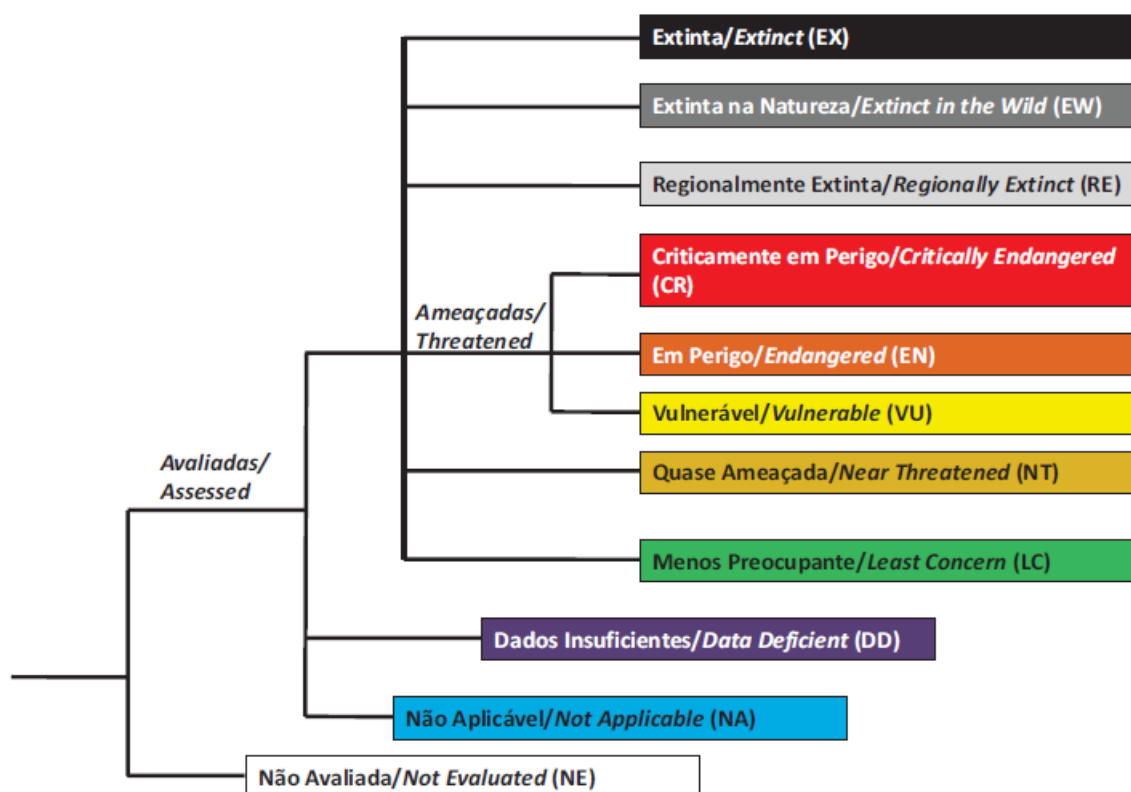 Extinta/Extinct (EX)
Extinta na Natureza/Extinct in the Wild (EW)
Regionalmente Extinta/Regionally Extinct (RE)
Criticamente em Perigo/Critically Endangered
(CR)
Ameaçadas/
Threatened
Em Perigo/Endangered (EN)
Vulnerável/Vulnerable (VU)
Avaliadas/
Assessed
Quase Ameaçada/Near Threatened (NT)
Menos Preocupante/Least Concern (LC)
Dados Insuficientes/Data Deficient (DD)
Não Aplicável/Not Applicable (NA)
Não Avaliada/Not Evaluated (NE)